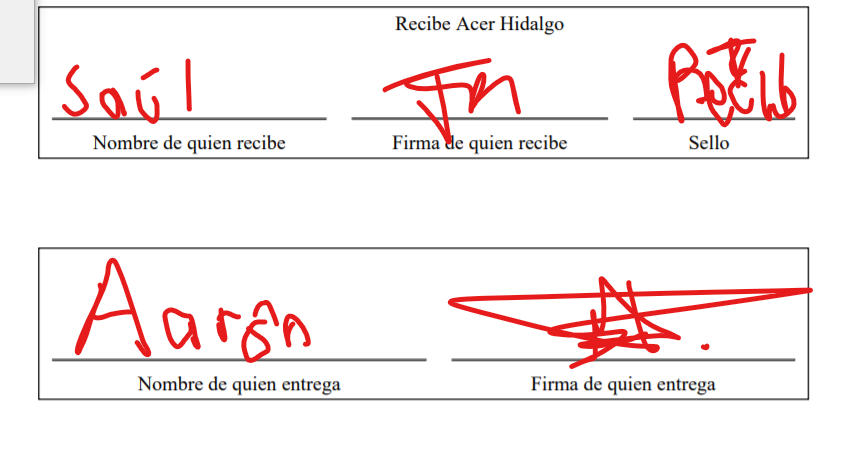 Recibe Acer Hidalgo
Saúl
Nombre de quien recibe Firma de quien recibe Sello
Aarón
Nombre de quien entrega Firma de quien entrega